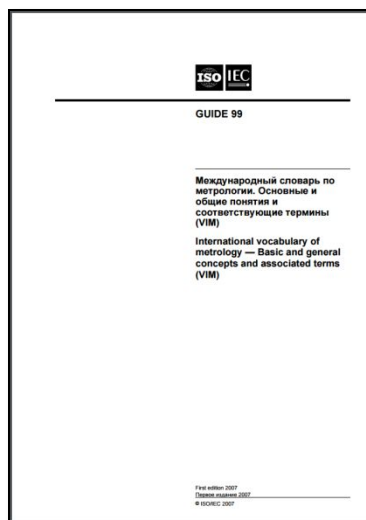 ISO IEC
GUIDE 99
Международный словарь по
метрологии. Основные и
общие понятия и
соответствующие термины
(VIM)
International vocabulary of
metrology — Basic and general
concepts and associated terms
(VIM)
First edition 2007
Первое издание 2007
© ISO/IEC 2007